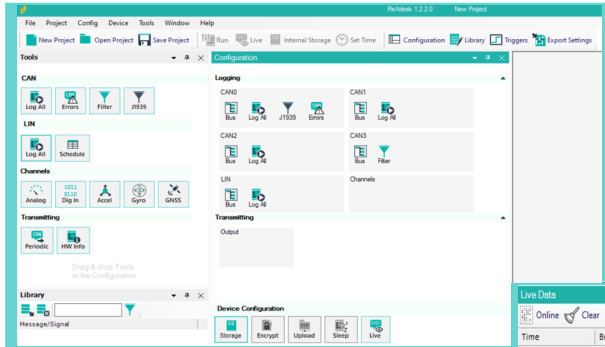 ReXdesk 1.2.2.0 New Project
File Project Config Device Tools Window Help
New Project Open Project Save Project Run Live Internal Storage Set Time Configuration Library Triggers Export Settings
Tools
Configuration
CAN
Log All Errors Filter J1939
LIN
Log All Schedule
Channels
Analog Dig In Accel Gyro GNSS
Transmitting
Periodic HW Info
Drag & drop Tools
to the Configuration
Library
Message/Signal
Logging
CAN0 CAN1
Bus Log All J1939 Errors Bus Log All
CAN2 CAN3
Bus Log All Bus Filter
LIN Channels
Bus Log All
Transmitting
Output
Device Configuration
Storage Encrypt Upload Sleep Live
Live Data
Online Clear
Time